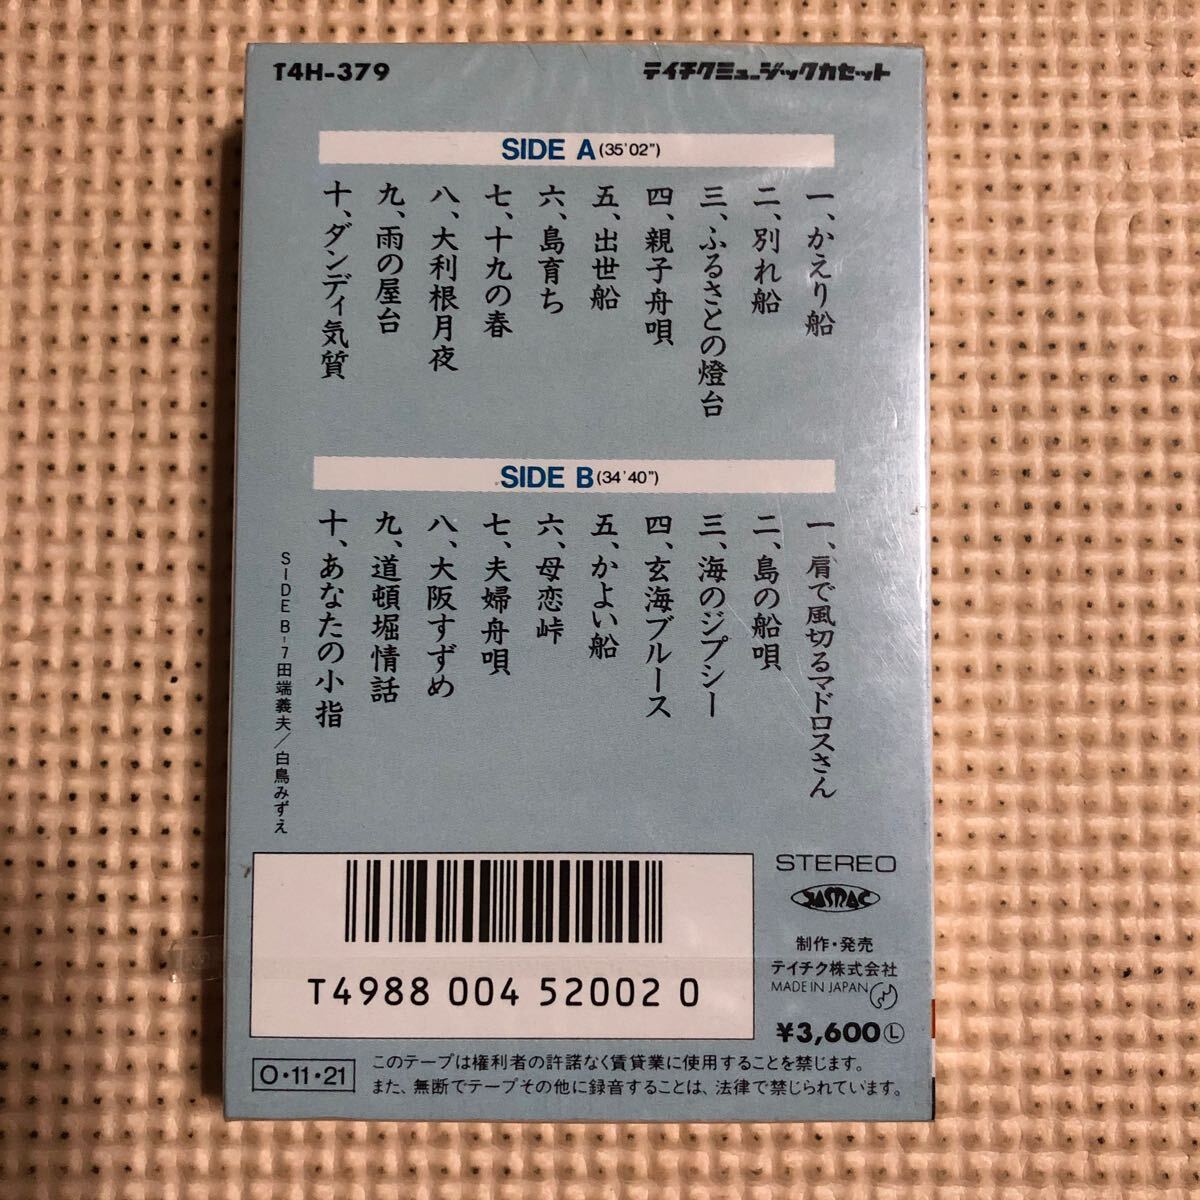 T4H-379
テイチクミュージックカセット
SIDE A (35'02")
一、かえり船
二、別れ船
三、ふるさとの燈台
四、親子舟唄
五、出世船
六、島育ち
七、十九の春
八、大利根月夜
九、雨の屋台
十、ダンディ気質
SIDE B (34'40")
一、肩で風切るマドロスさん
二、島の船唄
三、海のジプシー
四、玄海ブルース
五、かよい船
六、母恋峠
七、夫婦舟唄
八、大阪すずめ
九、道頓堀情話
十、あなたの小指
SIDE B-7 田端義夫／白鳥みずえ
STEREO
制作・発売
テイチク株式会社
MADE IN JAPAN
¥3,600Ⓛ
T4988 004 52002 0
O・11・21
このテープは権利者の許諾なく賃貸業に使用することを禁じます。
また、無断でテープその他に録音することは、法律で禁じられています。